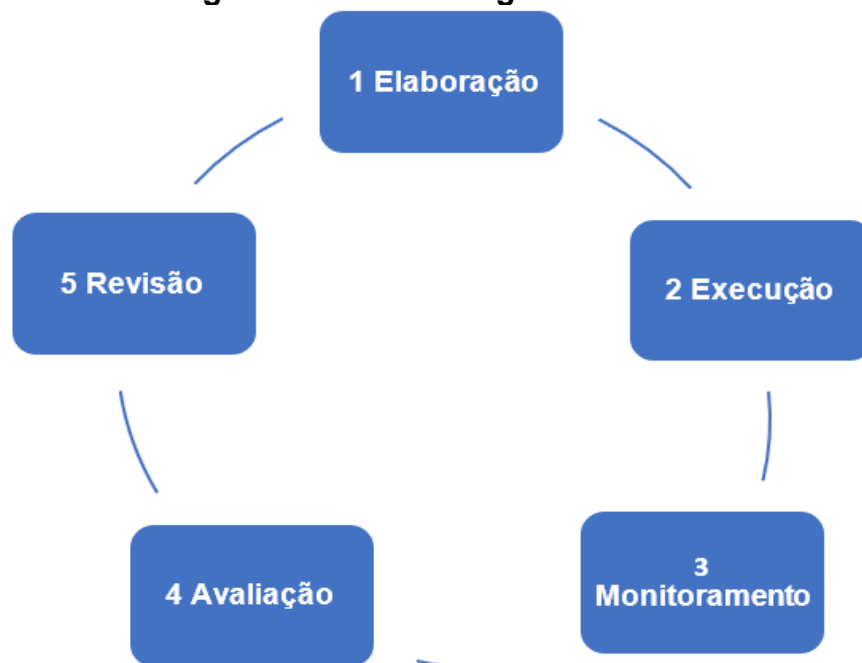 1 Elaboração
5 Revisão
2 Execução
3
Monitoramento
4 Avaliação